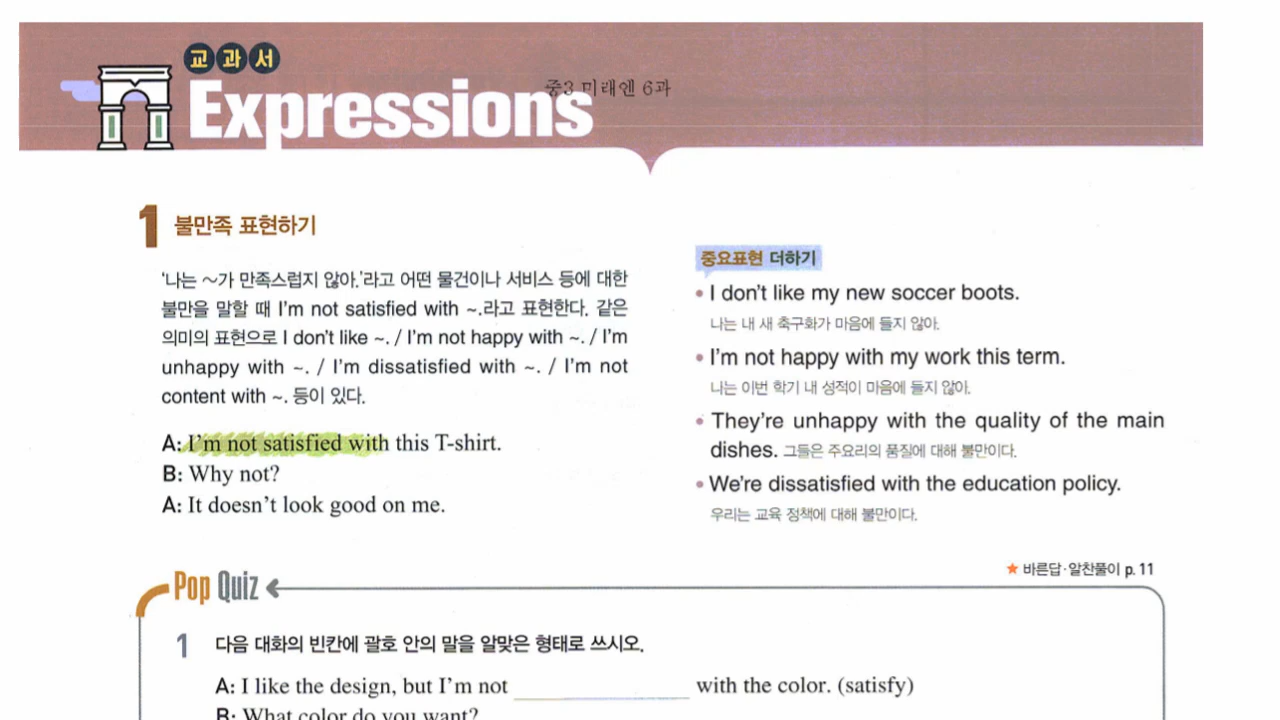 교과서
중3 미래엔 6과
Expressions
1 불만족 표현하기
'나는 ~가 만족스럽지 않아.'라고 어떤 물건이나 서비스 등에 대한
불만을 말할 때 I'm not satisfied with ~.라고 표현한다. 같은
의미의 표현으로 I don't like ~. / I'm not happy with ~. / I'm
unhappy with ~. / I'm dissatisfied with ~. / I'm not
content with ~. 등이 있다.
A: I'm not satisfied with this T-shirt.
B: Why not?
A: It doesn't look good on me.
중요표현 더하기
• I don't like my new soccer boots.
나는 내 새 축구화가 마음에 들지 않아.
• I'm not happy with my work this term.
나는 이번 학기 내 성적이 마음에 들지 않아.
• They're unhappy with the quality of the main
dishes. 그들은 주요리의 품질에 대해 불만이다.
• We're dissatisfied with the education policy.
우리는 교육 정책에 대해 불만이다.
★ 바른답·알찬풀이 p. 11
Pop Quiz
1 다음 대화의 빈칸에 괄호 안의 말을 알맞은 형태로 쓰시오.
A: I like the design, but I'm not ____________ with the color. (satisfy)
B: What color do you want?